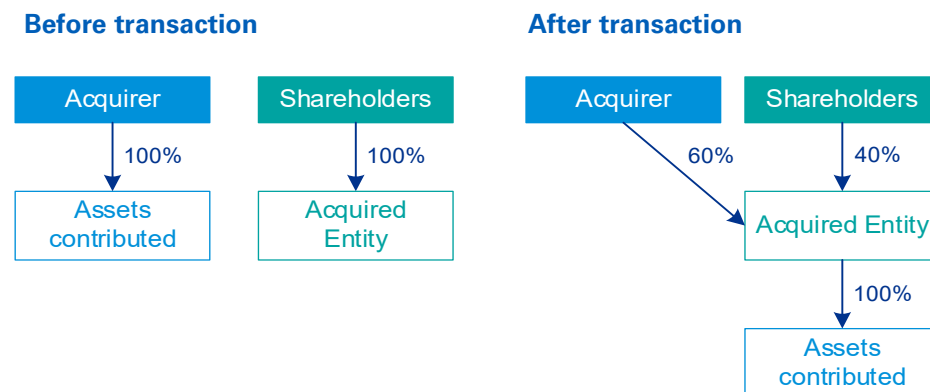 Before transaction
Acquirer
Shareholders
100%
100%
Assets
contributed
Acquired
Entity
After transaction
Acquirer
Shareholders
60%
40%
Acquired Entity
100%
Assets
contributed